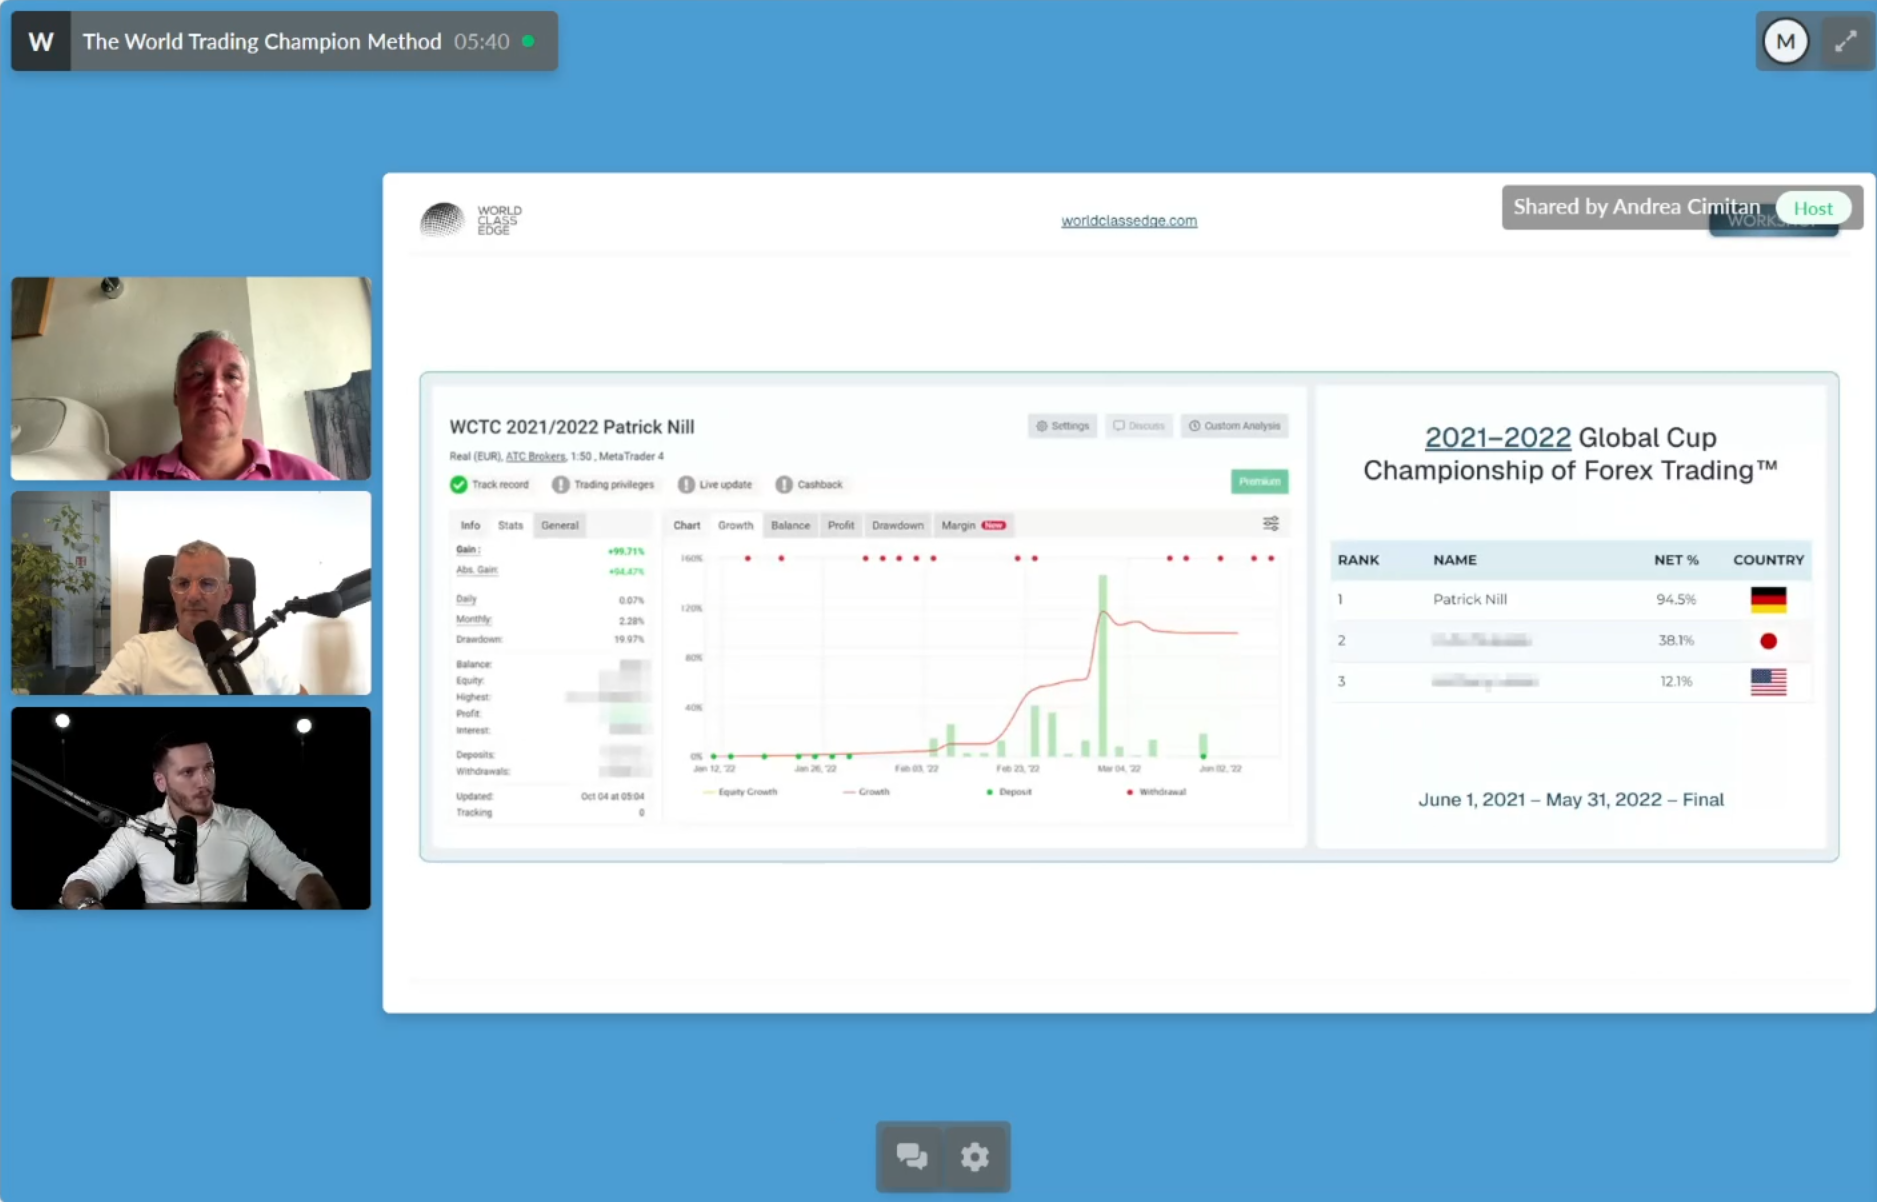 W The World Trading Champion Method 05:40
M
WORLD
CLASS
EDGE
worldclassedge.com
Shared by Andrea Cimitan Host
WCTC 2021/2022 Patrick Nill
Settings Discuss Custom Analysis
Real (EUR), ATC Brokers, 1:50 , MetaTrader 4
Track record Trading privileges Live update Cashback
Premium
Info Stats General
Gain : +99.71%
Abs. Gain: +94.47%
Daily 0.07%
Monthly: 2.28%
Drawdown: 19.97%
Balance:
Equity:
Highest:
Profit:
Interest:
Deposits:
Withdrawals:
Updated: Oct 04 at 05:04
Tracking 0
Chart Growth Balance Profit Drawdown Margin New
160%
120%
80%
40%
0%
Jan 12, '22 Jan 26, '22 Feb 03, '22 Feb 23, '22 Mar 04, '22 Jun 02, '22
Equity Growth Growth Deposit Withdrawal
2021–2022 Global Cup
Championship of Forex Trading™
RANK NAME NET % COUNTRY
1 Patrick Nill 94.5%
2 38.1%
3 12.1%
June 1, 2021 – May 31, 2022 – Final